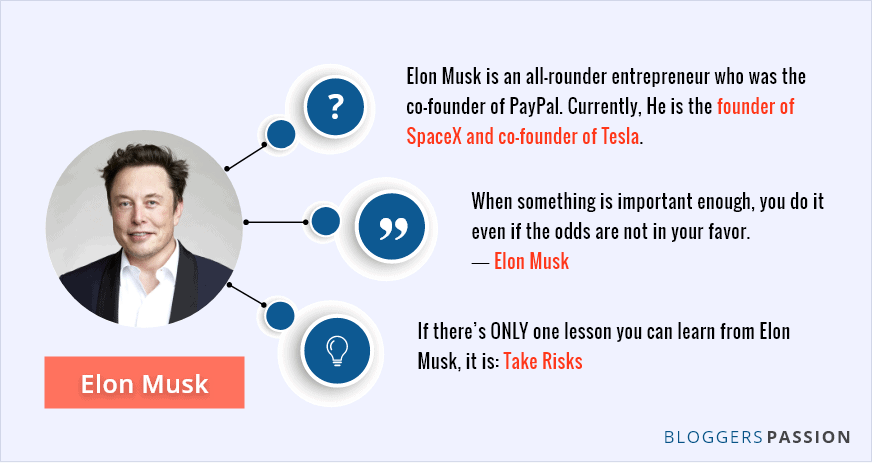 Elon Musk is an all-rounder entrepreneur who was the
co-founder of PayPal. Currently, He is the founder of
SpaceX and co-founder of Tesla.
When something is important enough, you do it
even if the odds are not in your favor.
— Elon Musk
If there's ONLY one lesson you can learn from Elon
Musk, it is: Take Risks
Elon Musk
BLOGGERSPASSION